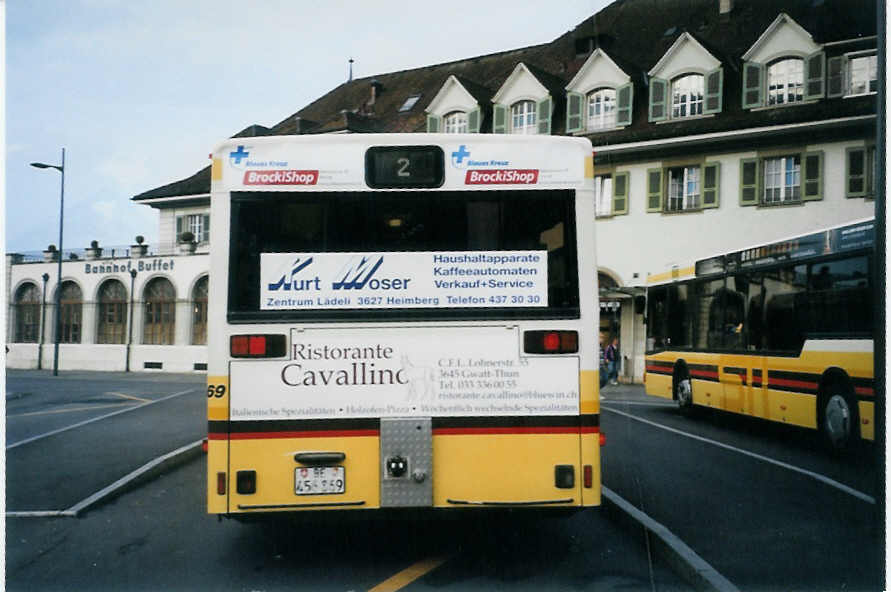 Blaues Kreuz
BrockiShop
2
Blaues Kreuz
BrockiShop
Kurt Moser
Haushaltapparate
Kaffeeautomaten
Verkauf+Service
Zentrum Lädeli 3627 Heimberg Telefon 437 30 30
Bahnhof Buffet
Ristorante
Cavallino
C.F.L. Lohnerstr. 55
3645 Gwatt-Thun
Tel. 033 336 00 55
ristorante.cavallino@bluewin.ch
69
Italienische Spezialitäten • Holzofen-Pizza • Wöchentlich wechselnde Spezialitäten
BE